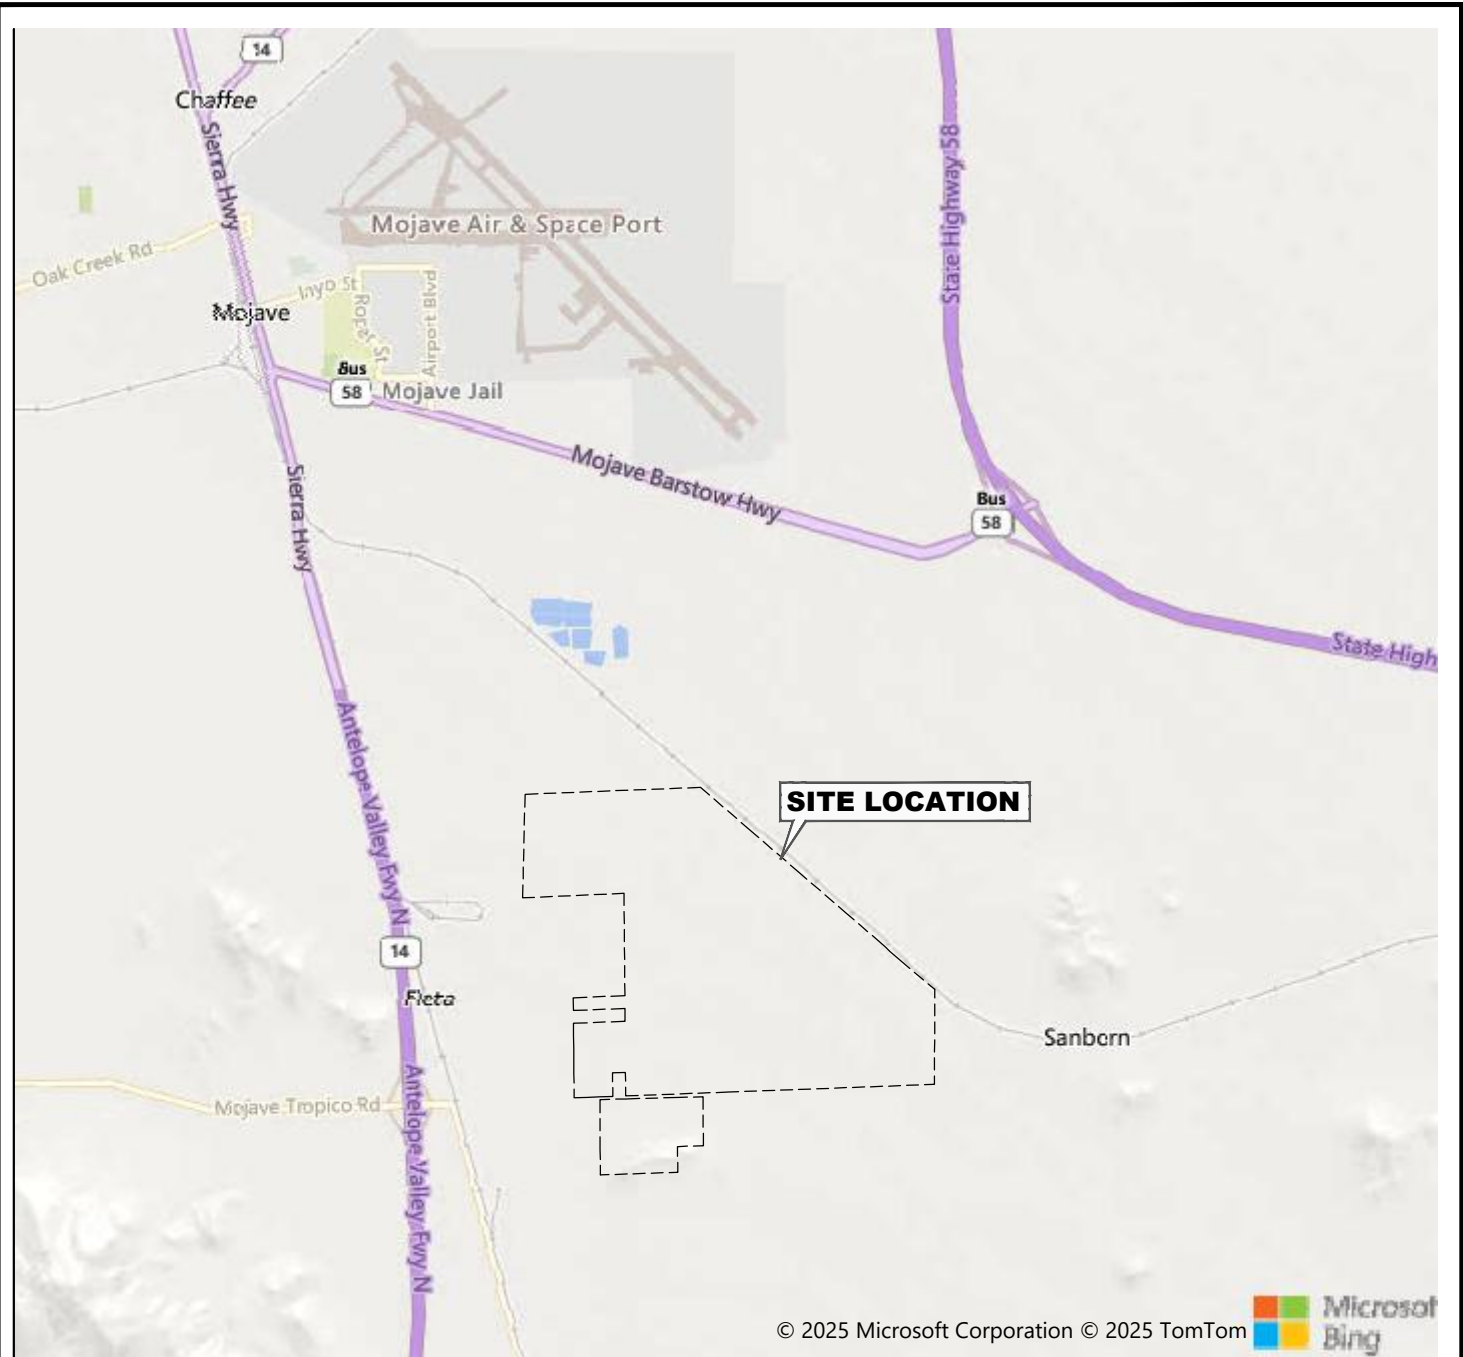 14
Chaffee
Sierra Hwy
State Highway 58
Mojave Air & Space Port
Oak Creek Rd
Inyo St
Mojave
Roger St
Airport Blvd
Bus
58
Mojave Jail
Mojave Barstow Hwy
Sierra Hwy
Bus
58
State High
Antelope Valley Fwy N
SITE LOCATION
14
Fleta
Sanborn
Mojave Tropico Rd
Antelope Valley Fwy N
© 2025 Microsoft Corporation © 2025 TomTom
Microsof
Bing